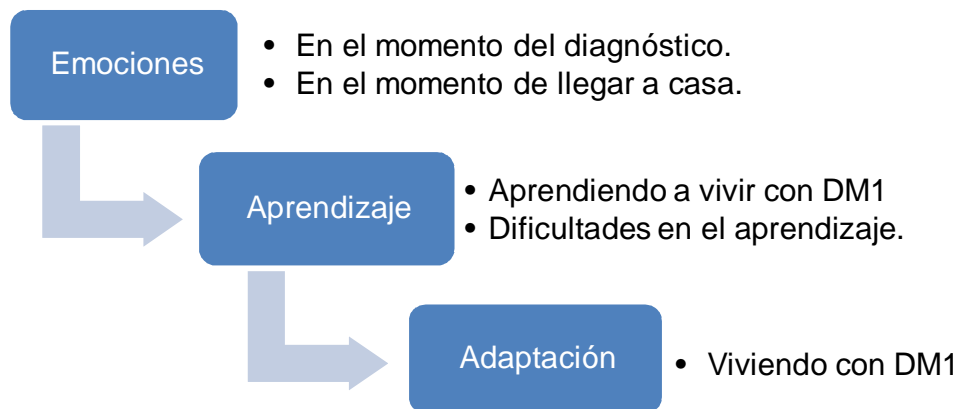 Emociones
• En el momento del diagnóstico.
• En el momento de llegar a casa.
Aprendizaje
• Aprendiendo a vivir con DM1
• Dificultades en el aprendizaje.
Adaptación
• Viviendo con DM1